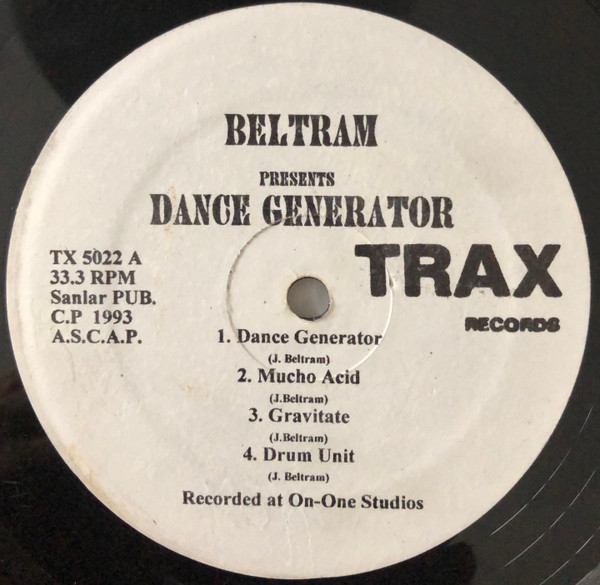 BELTRAM
PRESENTS
DANCE GENERATOR
TRAX
RECORDS
TX 5022 A
33.3 RPM
Sanlar PUB.
C.P 1993
A.S.C.A.P.
1. Dance Generator
(J. Beltram)
2. Mucho Acid
(J.Beltram)
3. Gravitate
(J.Beltram)
4. Drum Unit
(J. Beltram)
Recorded at On-One Studios